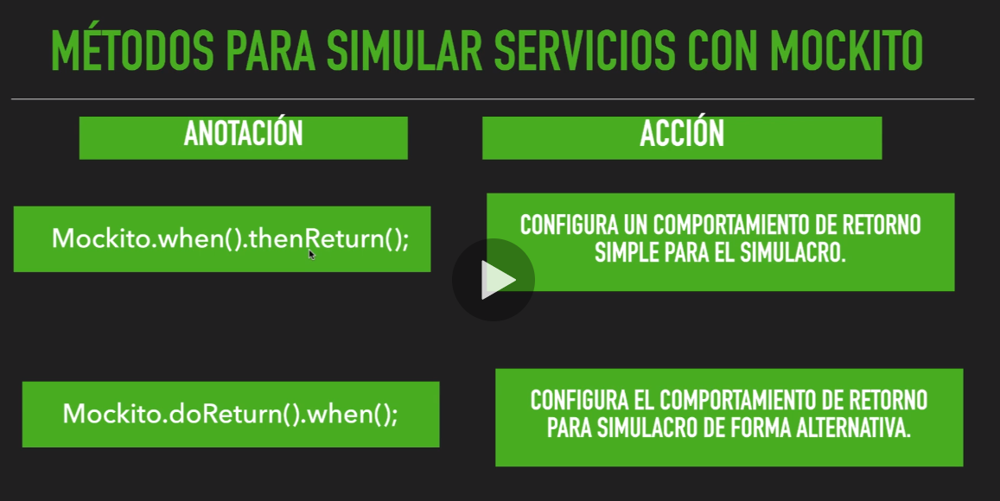 MÉTODOS PARA SIMULAR SERVICIOS CON MOCKITO
ANOTACIÓN
ACCIÓN
Mockito.when().thenReturn();
CONFIGURA UN COMPORTAMIENTO DE RETORNO
SIMPLE PARA EL SIMULACRO.
Mockito.doReturn().when();
CONFIGURA EL COMPORTAMIENTO DE RETORNO
PARA SIMULACRO DE FORMA ALTERNATIVA.